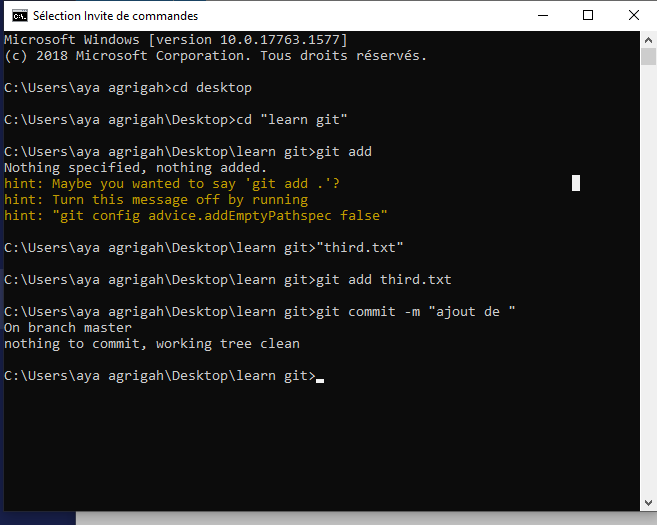 Sélection Invite de commandes
Microsoft Windows [version 10.0.17763.1577]
(c) 2018 Microsoft Corporation. Tous droits réservés.
C:\Users\aya agrigah>cd desktop
C:\Users\aya agrigah\Desktop>cd "learn git"
C:\Users\aya agrigah\Desktop\learn git>git add
Nothing specified, nothing added.
hint: Maybe you wanted to say 'git add .'?
hint: Turn this message off by running
hint: "git config advice.addEmptyPathspec false"
C:\Users\aya agrigah\Desktop\learn git>"third.txt"
C:\Users\aya agrigah\Desktop\learn git>git add third.txt
C:\Users\aya agrigah\Desktop\learn git>git commit -m "ajout de "
On branch master
nothing to commit, working tree clean
C:\Users\aya agrigah\Desktop\learn git>